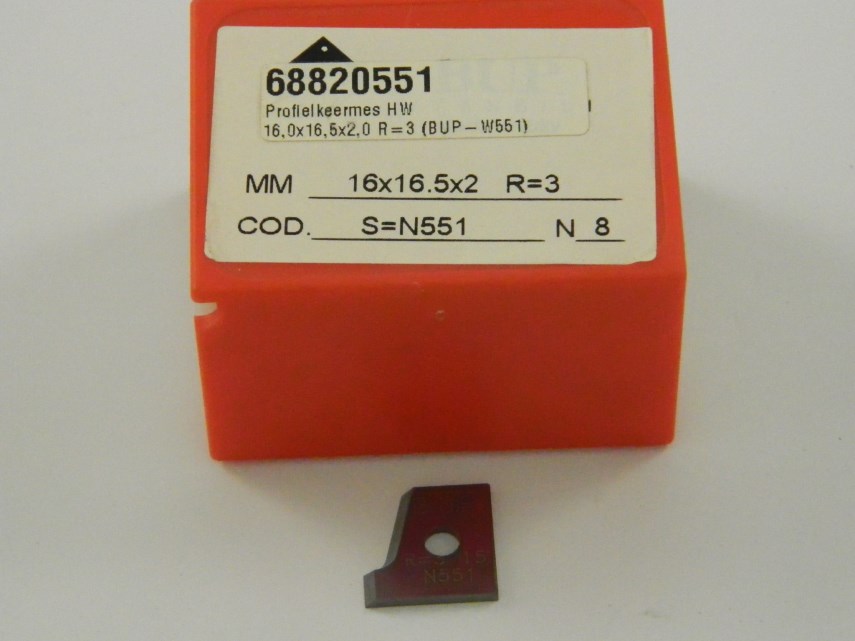 68820551
Profielkeermes HW
16,0x16,5x2,0 R=3 (BUP-W551)
MM 16x16.5x2 R=3
COD. S=N551 N 8
N551